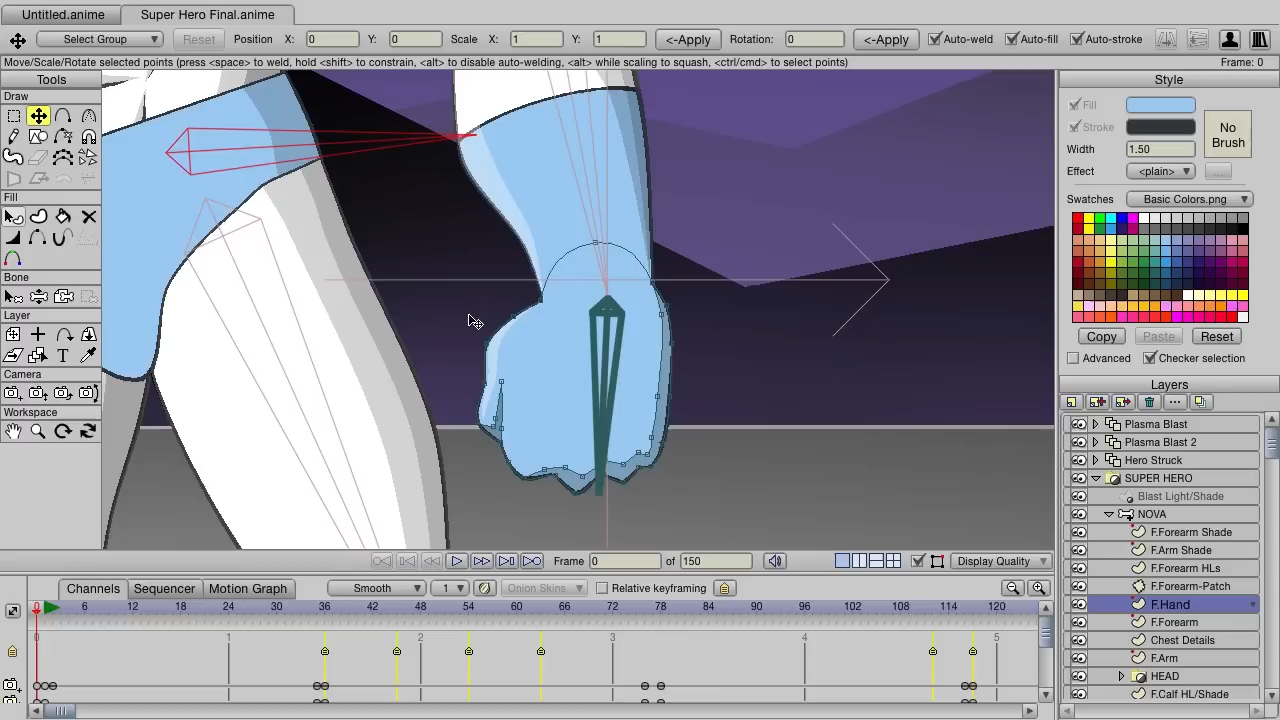 Untitled.anime
Super Hero Final.anime
Select Group
Reset
Position X: 0 Y: 0 Scale X: 1 Y: 1 <-Apply Rotation: 0 <-Apply Auto-weld Auto-fill Auto-stroke
Move/Scale/Rotate selected points (press <space> to weld, hold <shift> to constrain, <alt> to disable auto-welding, <alt> while scaling to squash, <ctrl/cmd> to select points)
Frame: 0
Tools
Draw
Fill
Bone
Layer
Camera
Workspace
Style
Fill
Stroke
No Brush
Width 1.50
Effect <plain> ...
Swatches Basic Colors.png
Copy Paste Reset
Advanced Checker selection
Layers
Plasma Blast
Plasma Blast 2
Hero Struck
SUPER HERO
Blast Light/Shade
NOVA
F.Forearm Shade
F.Arm Shade
F.Forearm HLs
F.Forearm-Patch
F.Hand
F.Forearm
Chest Details
F.Arm
HEAD
F.Calf HL/Shade
Frame 0 of 150
Display Quality
Channels Sequencer Motion Graph
Smooth 1 Onion Skins Relative keyframing
0 6 12 18 24 30 36 42 48 54 60 66 72 78 84 90 96 102 108 114 120
0 1 2 3 4 5